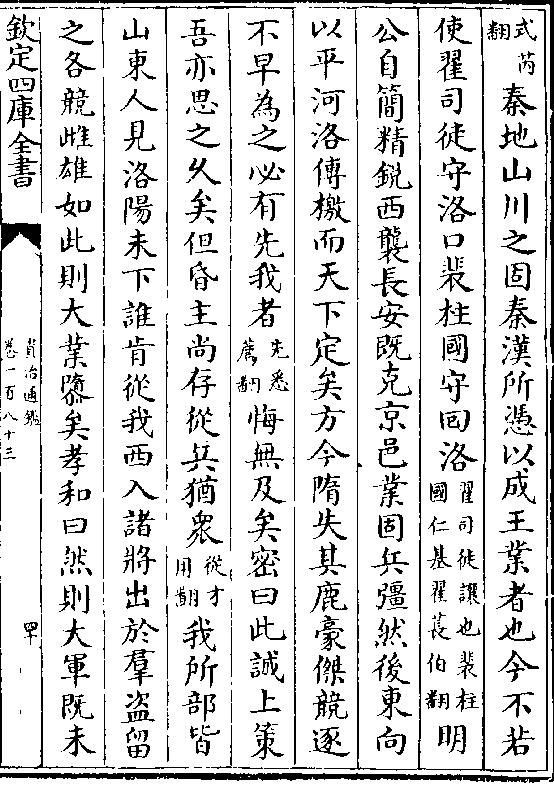 式芮翻秦地山川之固秦漢所憑以成王業者也今不若
使翟司徒守洛口裴柱國守回洛翟司徒讓也裴柱國仁基翟萇伯翻明
公自簡精銳西襲長安既克京邑業固兵彊然後東向
以平河洛傳檄而天下定矣方今隋失其鹿豪傑競逐
不早為之必有先我者先悉薦翻悔無及矣密曰此誠上策
吾亦思之久矣但昏主尚存從兵猶衆從才用翻我所部皆
山東人見洛陽未下誰肯從我西入諸將出於羣盜留
之各競雌雄如此則大業隳矣孝和曰然則大軍既未
欽定四庫全書
資治通鑑
卷一百八十三